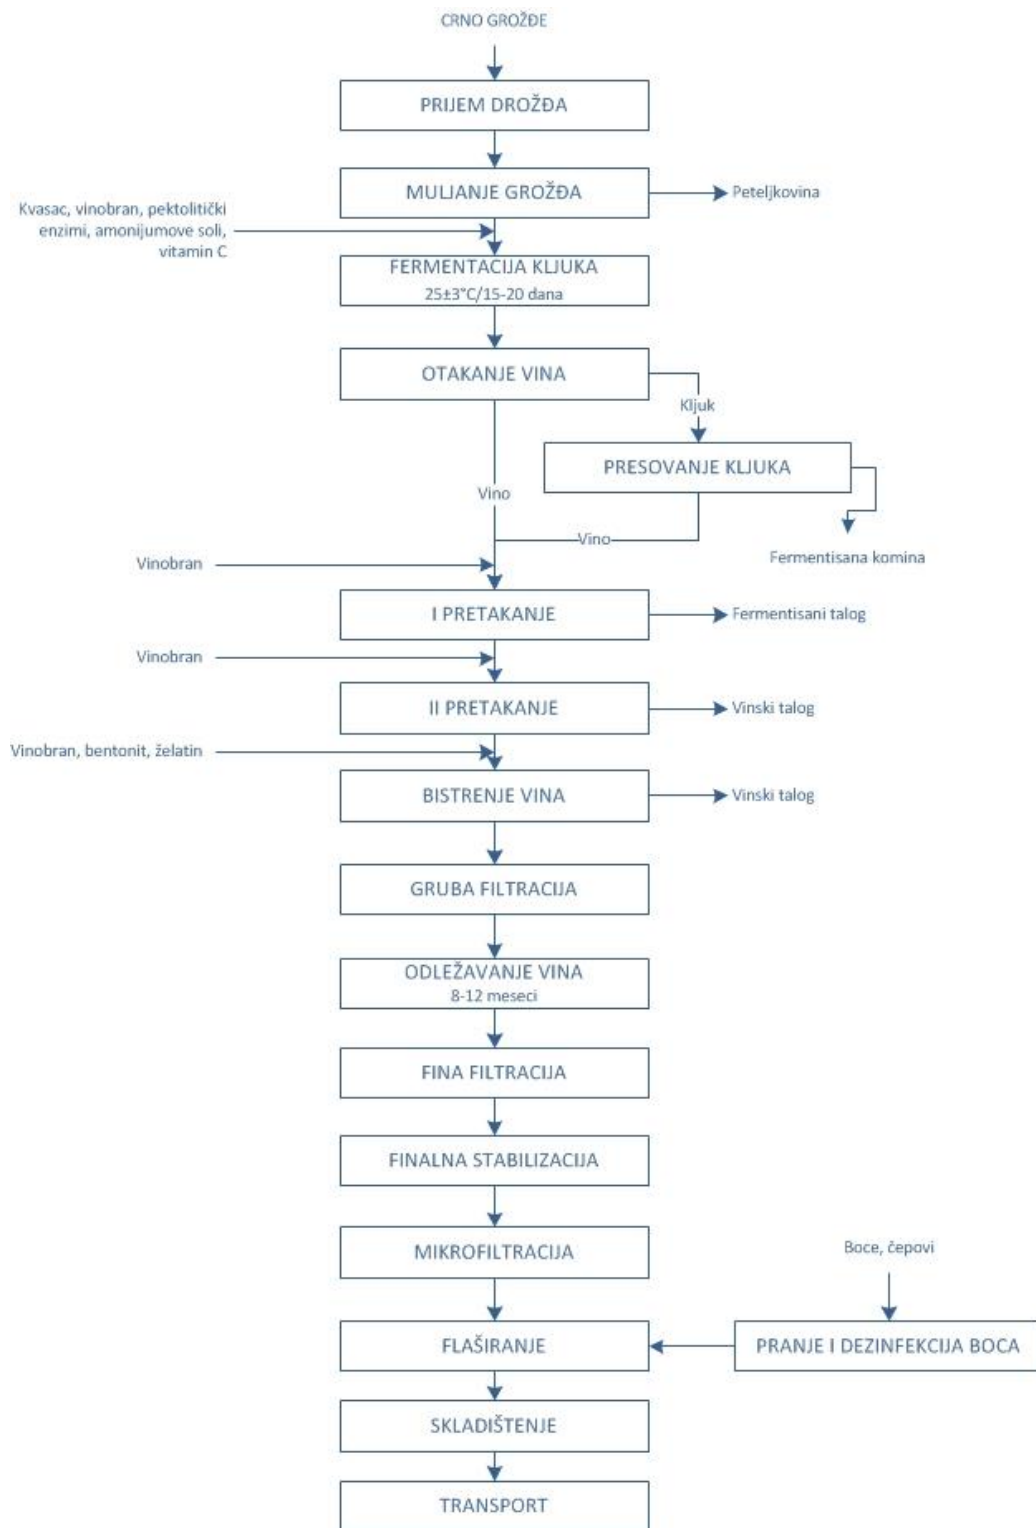 CRNO GROŽĐE
PRIJEM DROŽĐA
MULJANJE GROŽĐA
Peteljkovina
Kvasac, vinobran, pektolitički
enzimi, amonijumove soli,
vitamin C
FERMENTACIJA KLJUKA
25±3°C/15-20 dana
OTAKANJE VINA
Kljuk
PRESOVANJE KLJUKA
Vino
Vino
Fermentisana komina
Vinobran
I PRETAKANJE
Fermentisani talog
Vinobran
II PRETAKANJE
Vinski talog
Vinobran, bentonit, želatin
BISTRENJE VINA
Vinski talog
GRUBA FILTRACIJA
ODLEŽAVANJE VINA
8-12 meseci
FINA FILTRACIJA
FINALNA STABILIZACIJA
MIKROFILTRACIJA
Boce, čepovi
FLAŠIRANJE
PRANJE I DEZINFEKCIJA BOCA
SKLADIŠTENJE
TRANSPORT